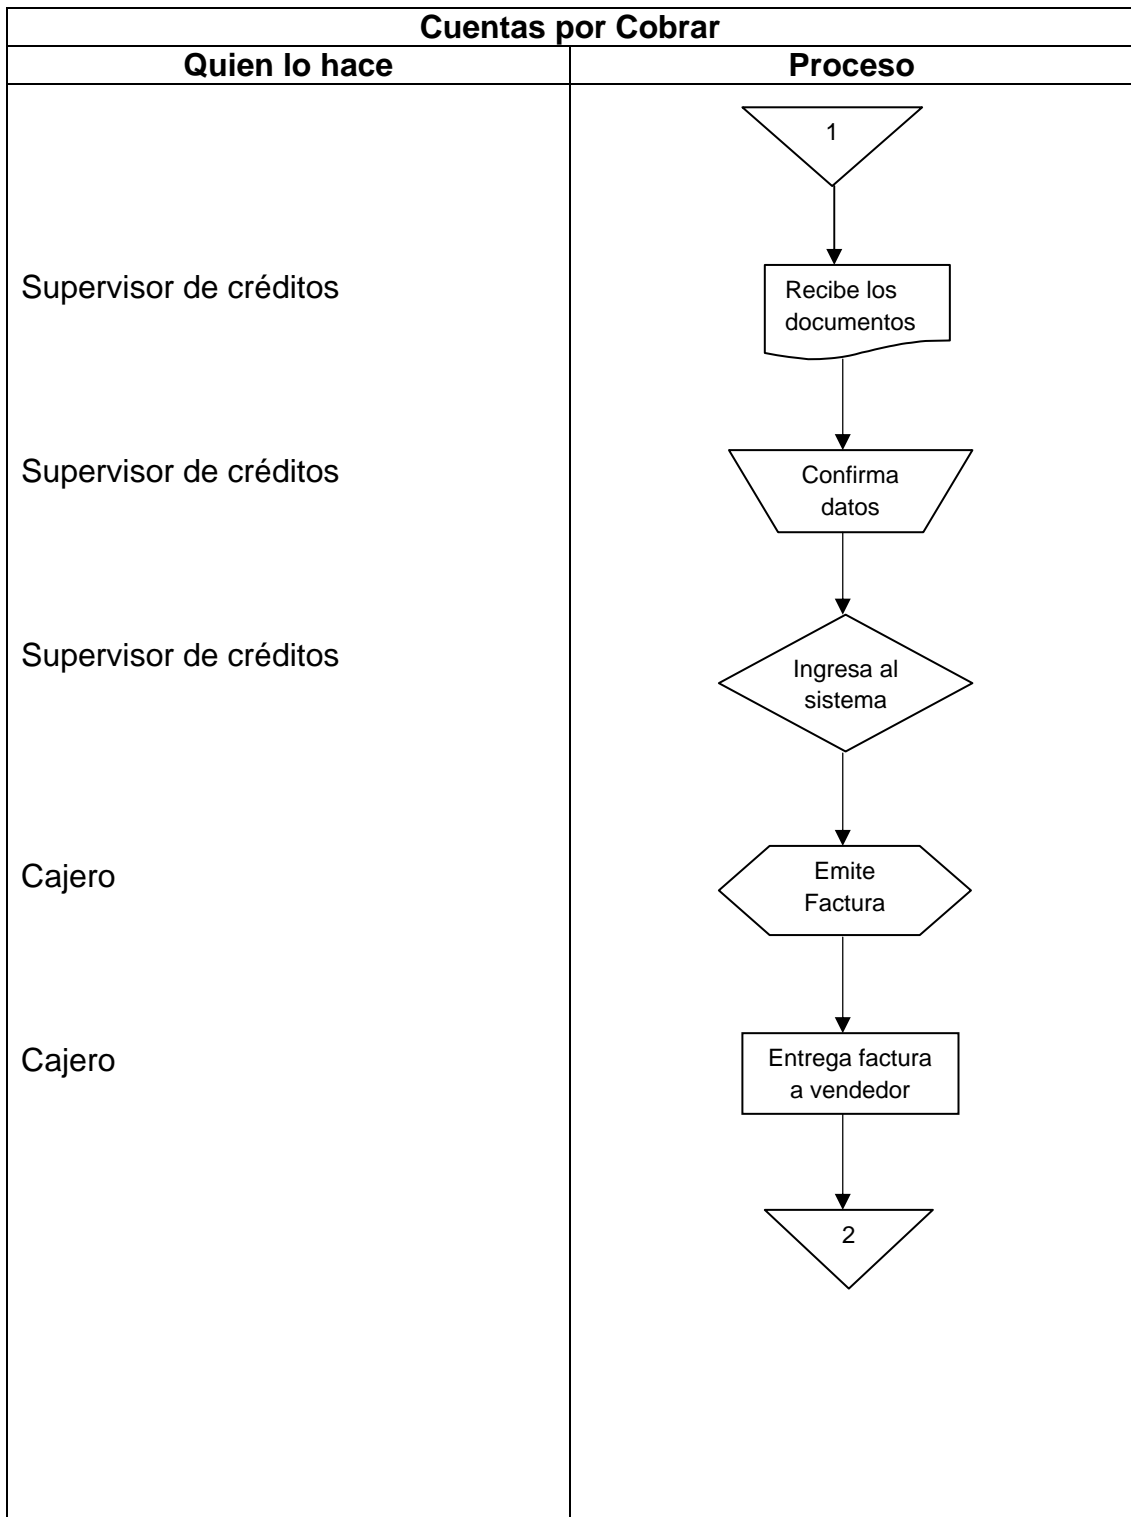 Cuentas por Cobrar
Quien lo hace
Proceso
1
Supervisor de créditos
Recibe los
documentos
Supervisor de créditos
Confirma
datos
Supervisor de créditos
Ingresa al
sistema
Cajero
Emite
Factura
Cajero
Entrega factura
a vendedor
2